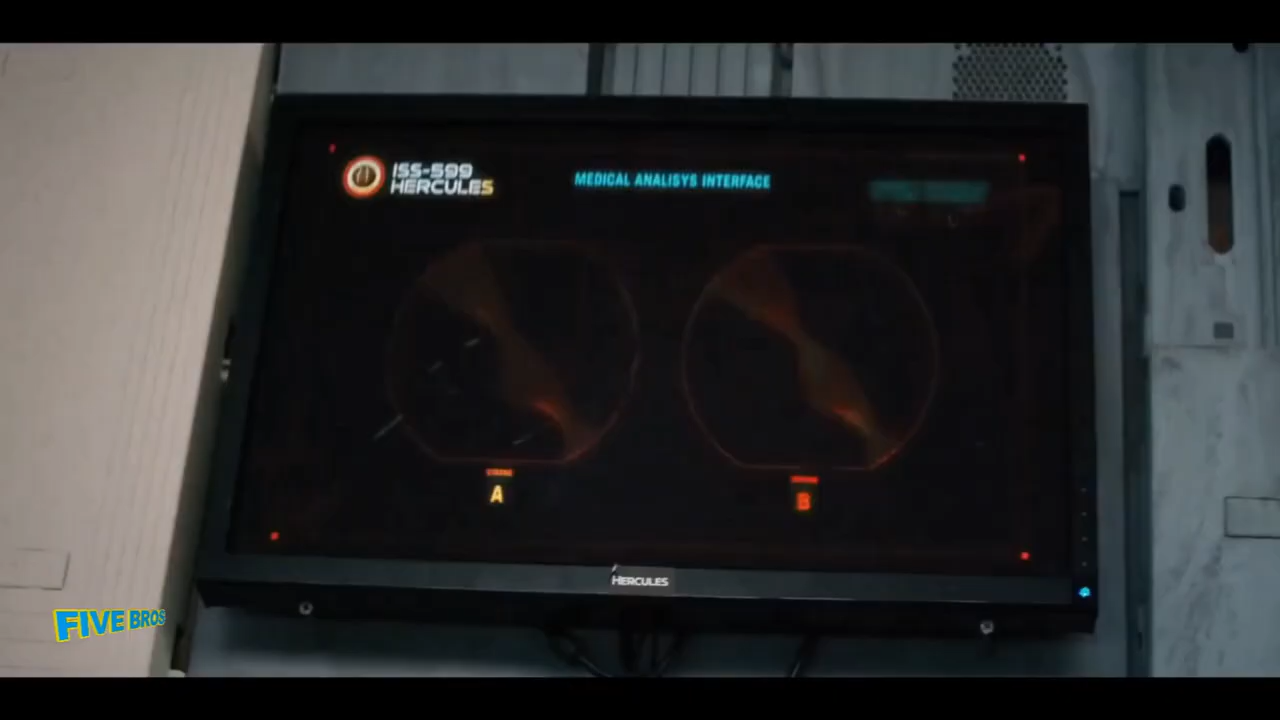 ISS-599
HERCULES
MEDICAL ANALISYS INTERFACE
A
B
HERCULES
FIVE BROS